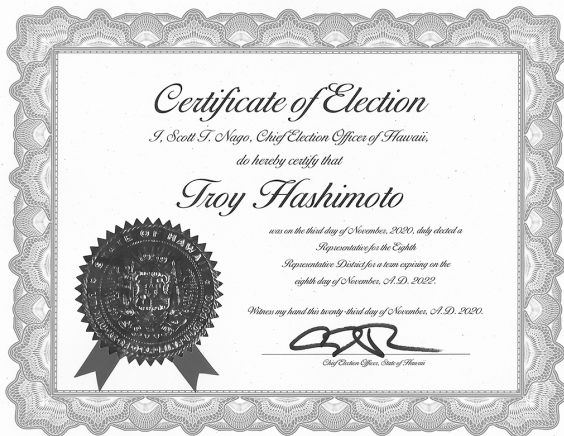 Certificate of Election
I, Scott T. Nago, Chief Election Officer of Hawaii,
do hereby certify that
Troy Hashimoto
was on the third day of November, 2020, duly elected a
Representative for the Eighth
Representative District for a term expiring on the
eighth day of November, A.D. 2022.
Witness my hand this twenty-third day of November, A.D. 2020.
Chief Election Officer, State of Hawaii
STATE OF HAWAII